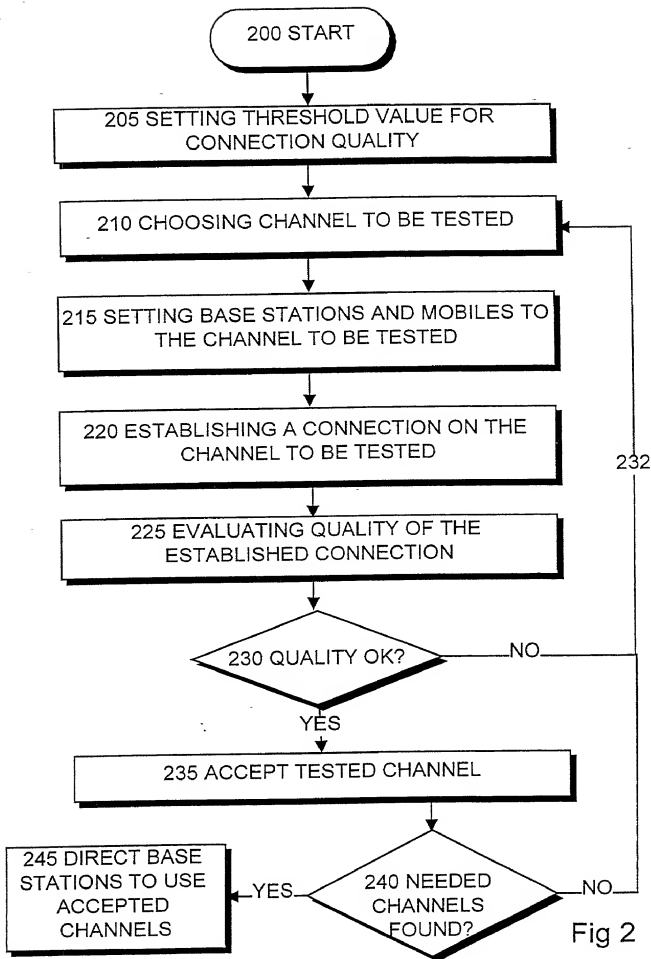 200 START
205 SETTING THRESHOLD VALUE FOR
CONNECTION QUALITY
210 CHOOSING CHANNEL TO BE TESTED
215 SETTING BASE STATIONS AND MOBILES TO
THE CHANNEL TO BE TESTED
220 ESTABLISHING A CONNECTION ON THE
CHANNEL TO BE TESTED
232
225 EVALUATING QUALITY OF THE
ESTABLISHED CONNECTION
230 QUALITY OK?
NO
YES
235 ACCEPT TESTED CHANNEL
245 DIRECT BASE
STATIONS TO USE
ACCEPTED
CHANNELS
YES
240 NEEDED
CHANNELS
FOUND?
NO
Fig 2